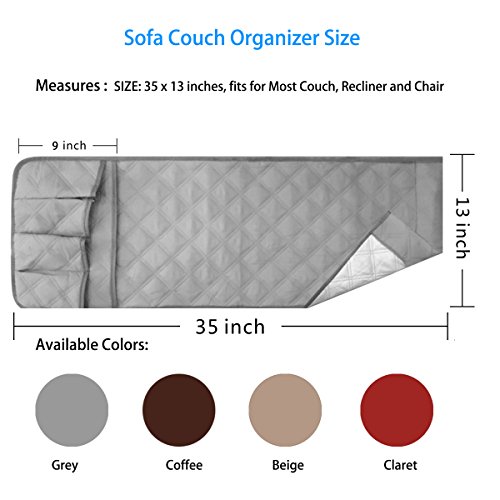 Sofa Couch Organizer Size
Measures : SIZE: 35 x 13 inches, fits for Most Couch, Recliner and Chair
9 inch
13 inch
35 inch
Available Colors:
Grey Coffee Beige Claret